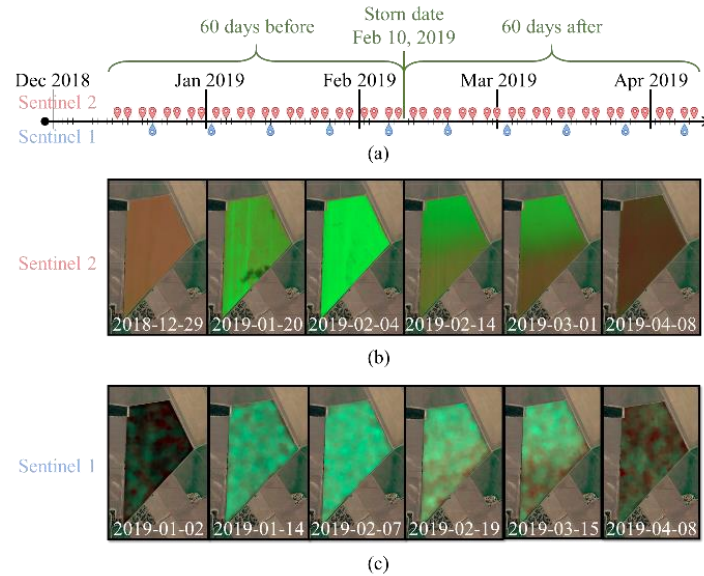 Storn date
60 days before
Feb 10, 2019
60 days after
Dec 2018
Jan 2019
Feb 2019
Mar 2019
Apr 2019
Sentinel 2
Sentinel 1
(a)
Sentinel 2
2018-12-29 2019-01-20 2019-02-04 2019-02-14 2019-03-01 2019-04-08
(b)
Sentinel 1
2019-01-02 2019-01-14 2019-02-07 2019-02-19 2019-03-15 2019-04-08
(c)